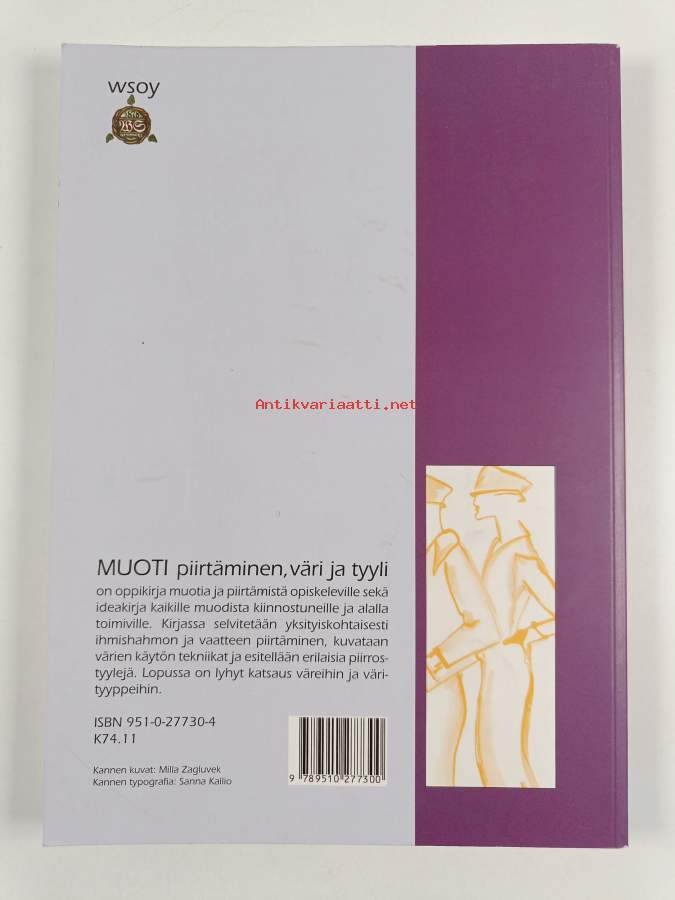 wsoy
1878
WS
Antikvariaatti.net
MUOTI piirtäminen, väri ja tyyli
on oppikirja muotia ja piirtämistä opiskeleville sekä
ideakirja kaikille muodista kiinnostuneille ja alalla
toimiville. Kirjassa selvitetään yksityiskohtaisesti
ihmishahmon ja vaatteen piirtäminen, kuvataan
värien käytön tekniikat ja esitellään erilaisia piirros-
tyylejä. Lopussa on lyhyt katsaus väreihin ja väri-
tyyppeihin.
ISBN 951-0-27730-4
K74.11
Kannen kuvat: Milla Zagluvek
Kannen typografia: Sanna Kallio
9 789510 277300